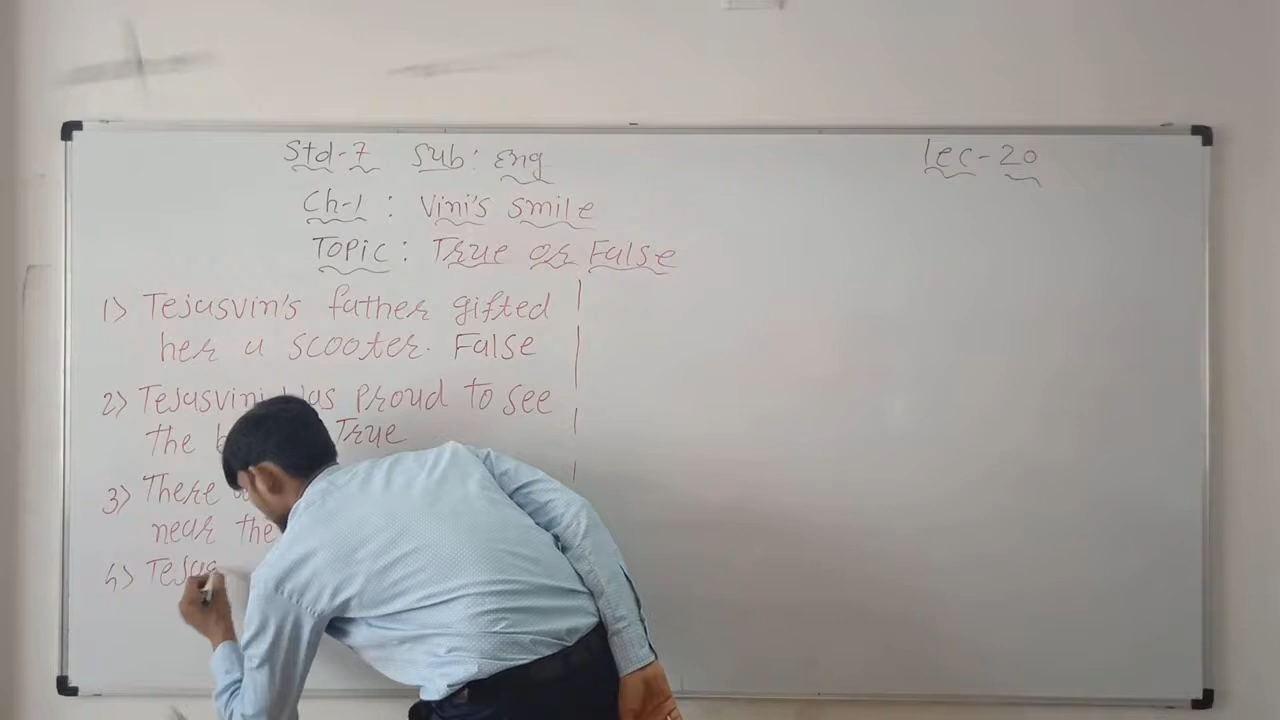 Std-7 Sub: Eng
lec-20
Ch-1 : Vini's smile
Topic : True or False
1) Tejasvin's father gifted
her a scooter. False
2) Tejasvini was proud to see
the True
3) There
near the
4) Tejas